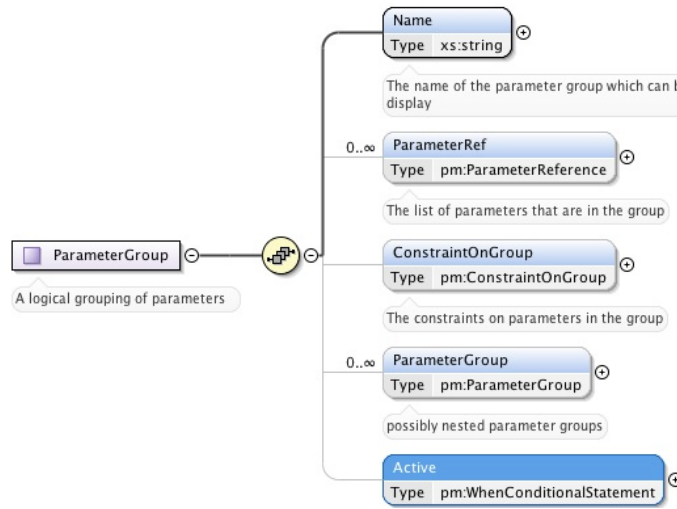 Name
Type xs:string
The name of the parameter group which can
display
0..∞
ParameterRef
Type pm:ParameterReference
The list of parameters that are in the group
ParameterGroup
A logical grouping of parameters
ConstraintOnGroup
Type pm:ConstraintOnGroup
The constraints on parameters in the group
0..∞
ParameterGroup
Type pm:ParameterGroup
possibly nested parameter groups
Active
Type pm:WhenConditionalStatement